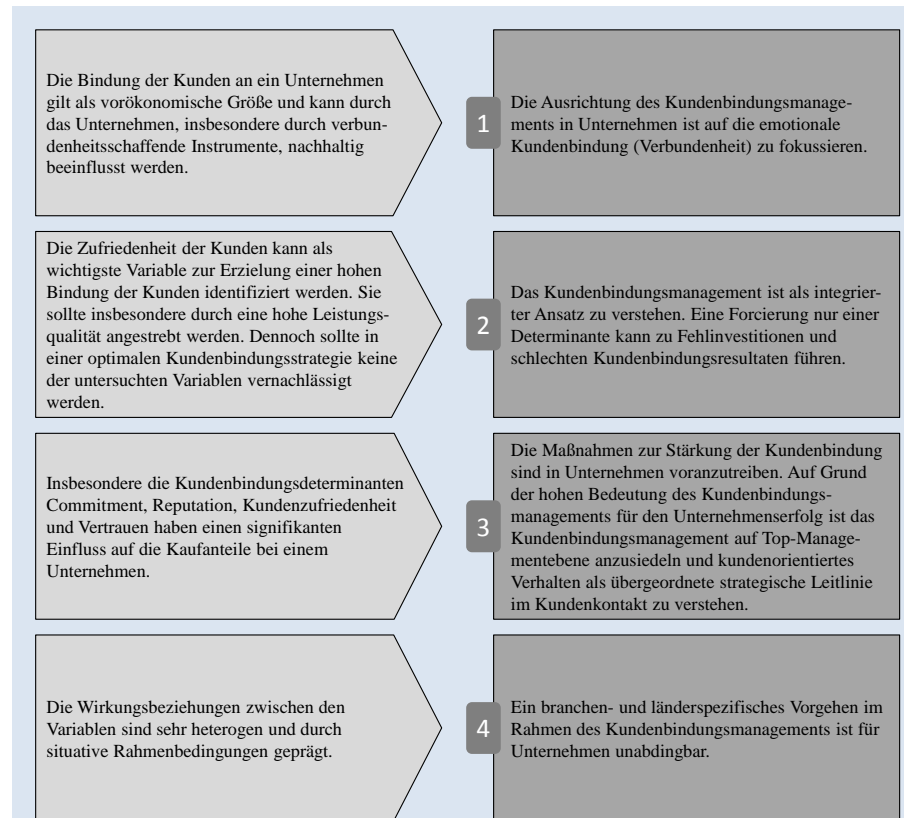 Die Bindung der Kunden an ein Unternehmen
gilt als vorökonomische Größe und kann durch
das Unternehmen, insbesondere durch verbun-
denheitsschaffende Instrumente, nachhaltig
beeinflusst werden.
1
Die Ausrichtung des Kundenbindungsmanage-
ments in Unternehmen ist auf die emotionale
Kundenbindung (Verbundenheit) zu fokussieren.
Die Zufriedenheit der Kunden kann als
wichtigste Variable zur Erzielung einer hohen
Bindung der Kunden identifiziert werden. Sie
sollte insbesondere durch eine hohe Leistungs-
qualität angestrebt werden. Dennoch sollte in
einer optimalen Kundenbindungsstrategie keine
der untersuchten Variablen vernachlässigt
werden.
2
Das Kundenbindungsmanagement ist als integrier-
ter Ansatz zu verstehen. Eine Forcierung nur einer
Determinante kann zu Fehlinvestitionen und
schlechten Kundenbindungsresultaten führen.
Insbesondere die Kundenbindungsdeterminanten
Commitment, Reputation, Kundenzufriedenheit
und Vertrauen haben einen signifikanten
Einfluss auf die Kaufanteile bei einem
Unternehmen.
3
Die Maßnahmen zur Stärkung der Kundenbindung
sind in Unternehmen voranzutreiben. Auf Grund
der hohen Bedeutung des Kundenbindungs-
managements für den Unternehmenserfolg ist das
Kundenbindungsmanagement auf Top-Manage-
mentebene anzusiedeln und kundenorientiertes
Verhalten als übergeordnete strategische Leitlinie
im Kundenkontakt zu verstehen.
Die Wirkungsbeziehungen zwischen den
Variablen sind sehr heterogen und durch
situative Rahmenbedingungen geprägt.
4
Ein branchen- und länderspezifisches Vorgehen im
Rahmen des Kundenbindungsmanagements ist für
Unternehmen unabdingbar.